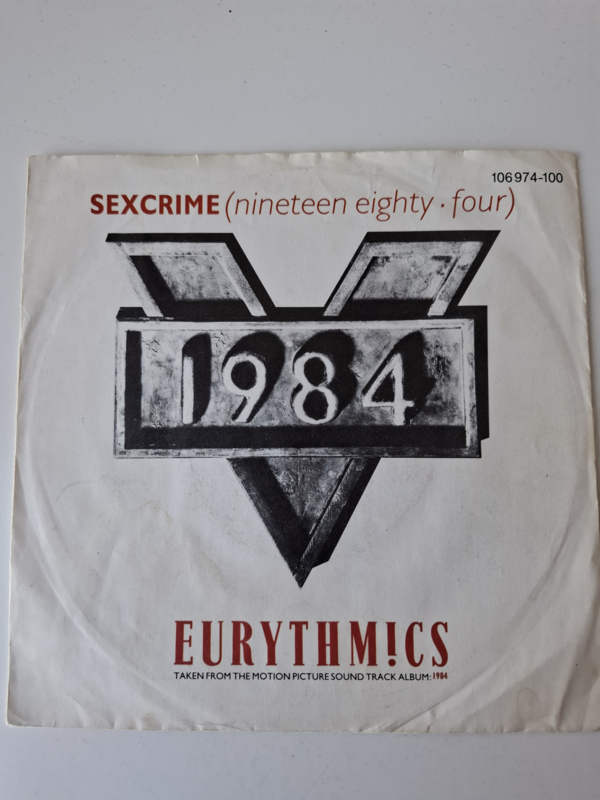 106 974-100
SEXCRIME (nineteen eighty · four)
1984
EURYTHM!CS
TAKEN FROM THE MOTION PICTURE SOUND TRACK ALBUM: 1984